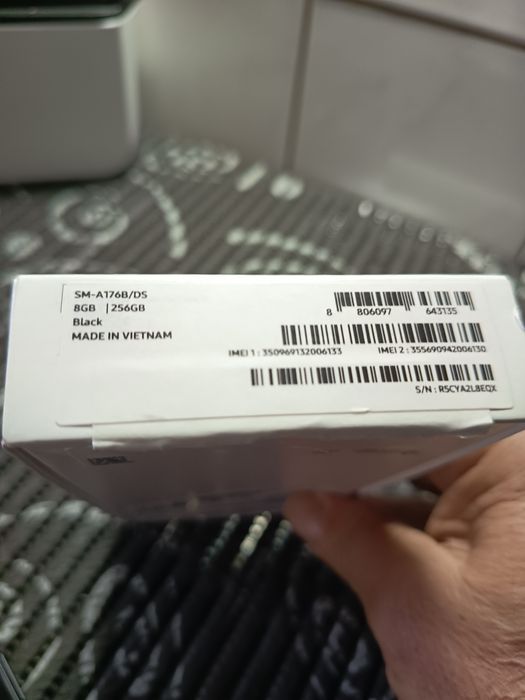 SM-A176B/DS
8GB | 256GB
Black
MADE IN VIETNAM
8 806097 643135
IMEI 1 : 350969132006133 IMEI 2 : 355690942006130
S/N : R5CYA2L8EQX